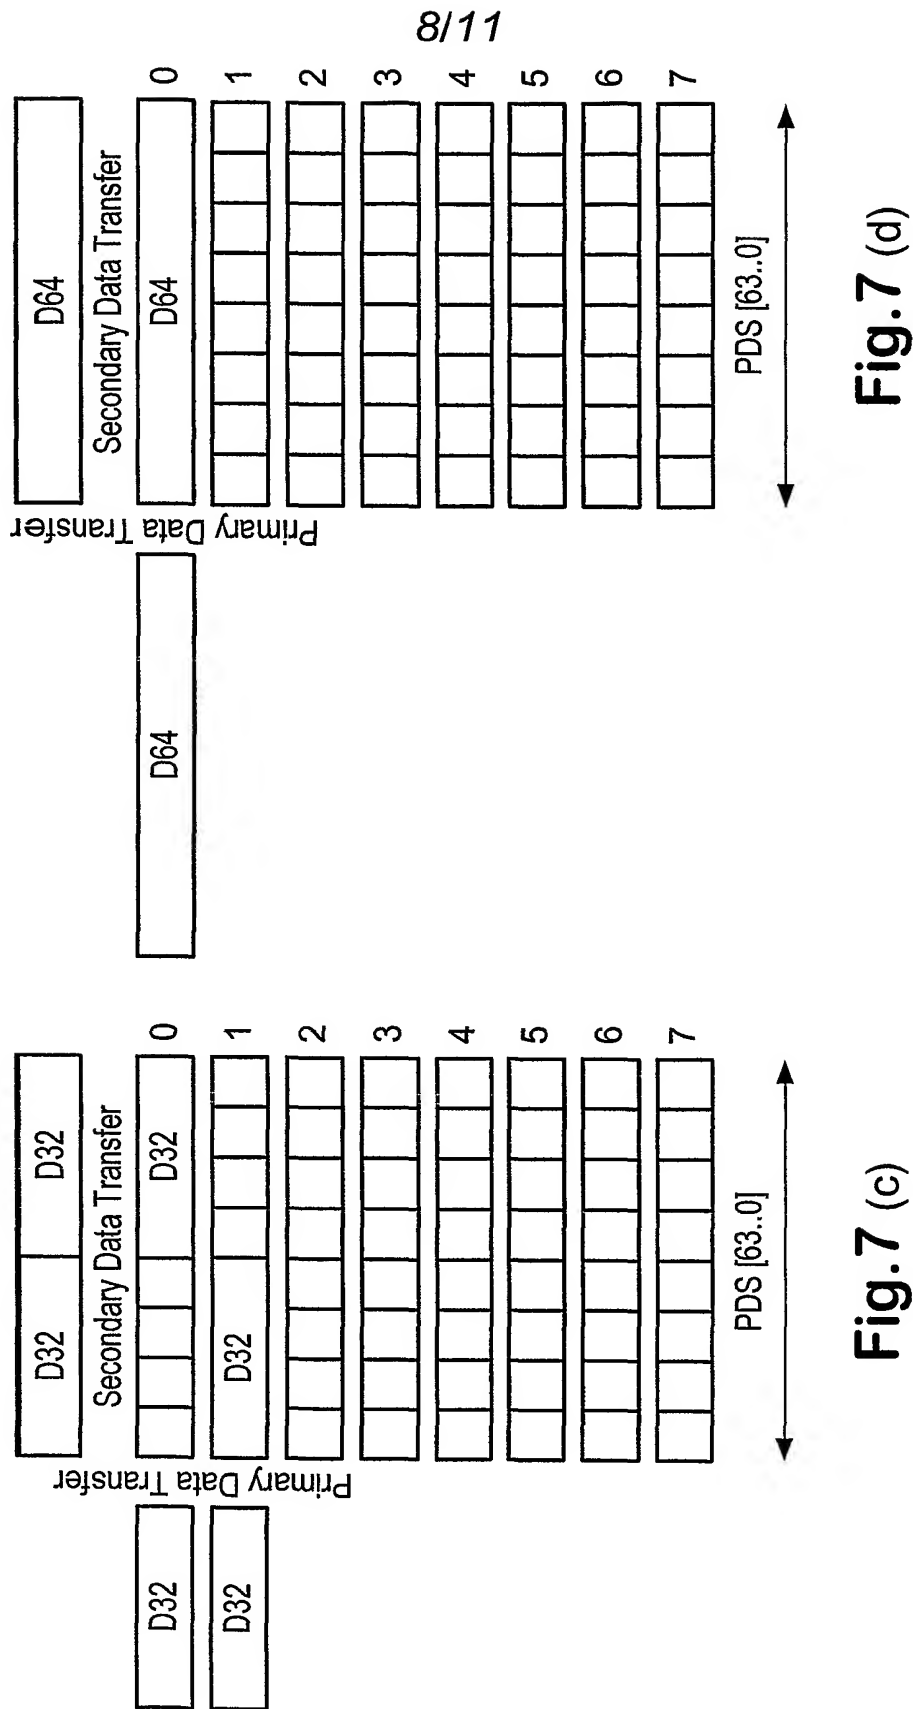 8/11
D64
Secondary Data Transfer
D64
0
1
2
3
4
5
6
7
Primary Data Transfer
D64
PDS [63..0]
Fig.7 (d)
D32
D32
Secondary Data Transfer
D32
0
D32
1
2
3
4
5
6
7
Primary Data Transfer
D32
D32
PDS [63..0]
Fig.7 (c)